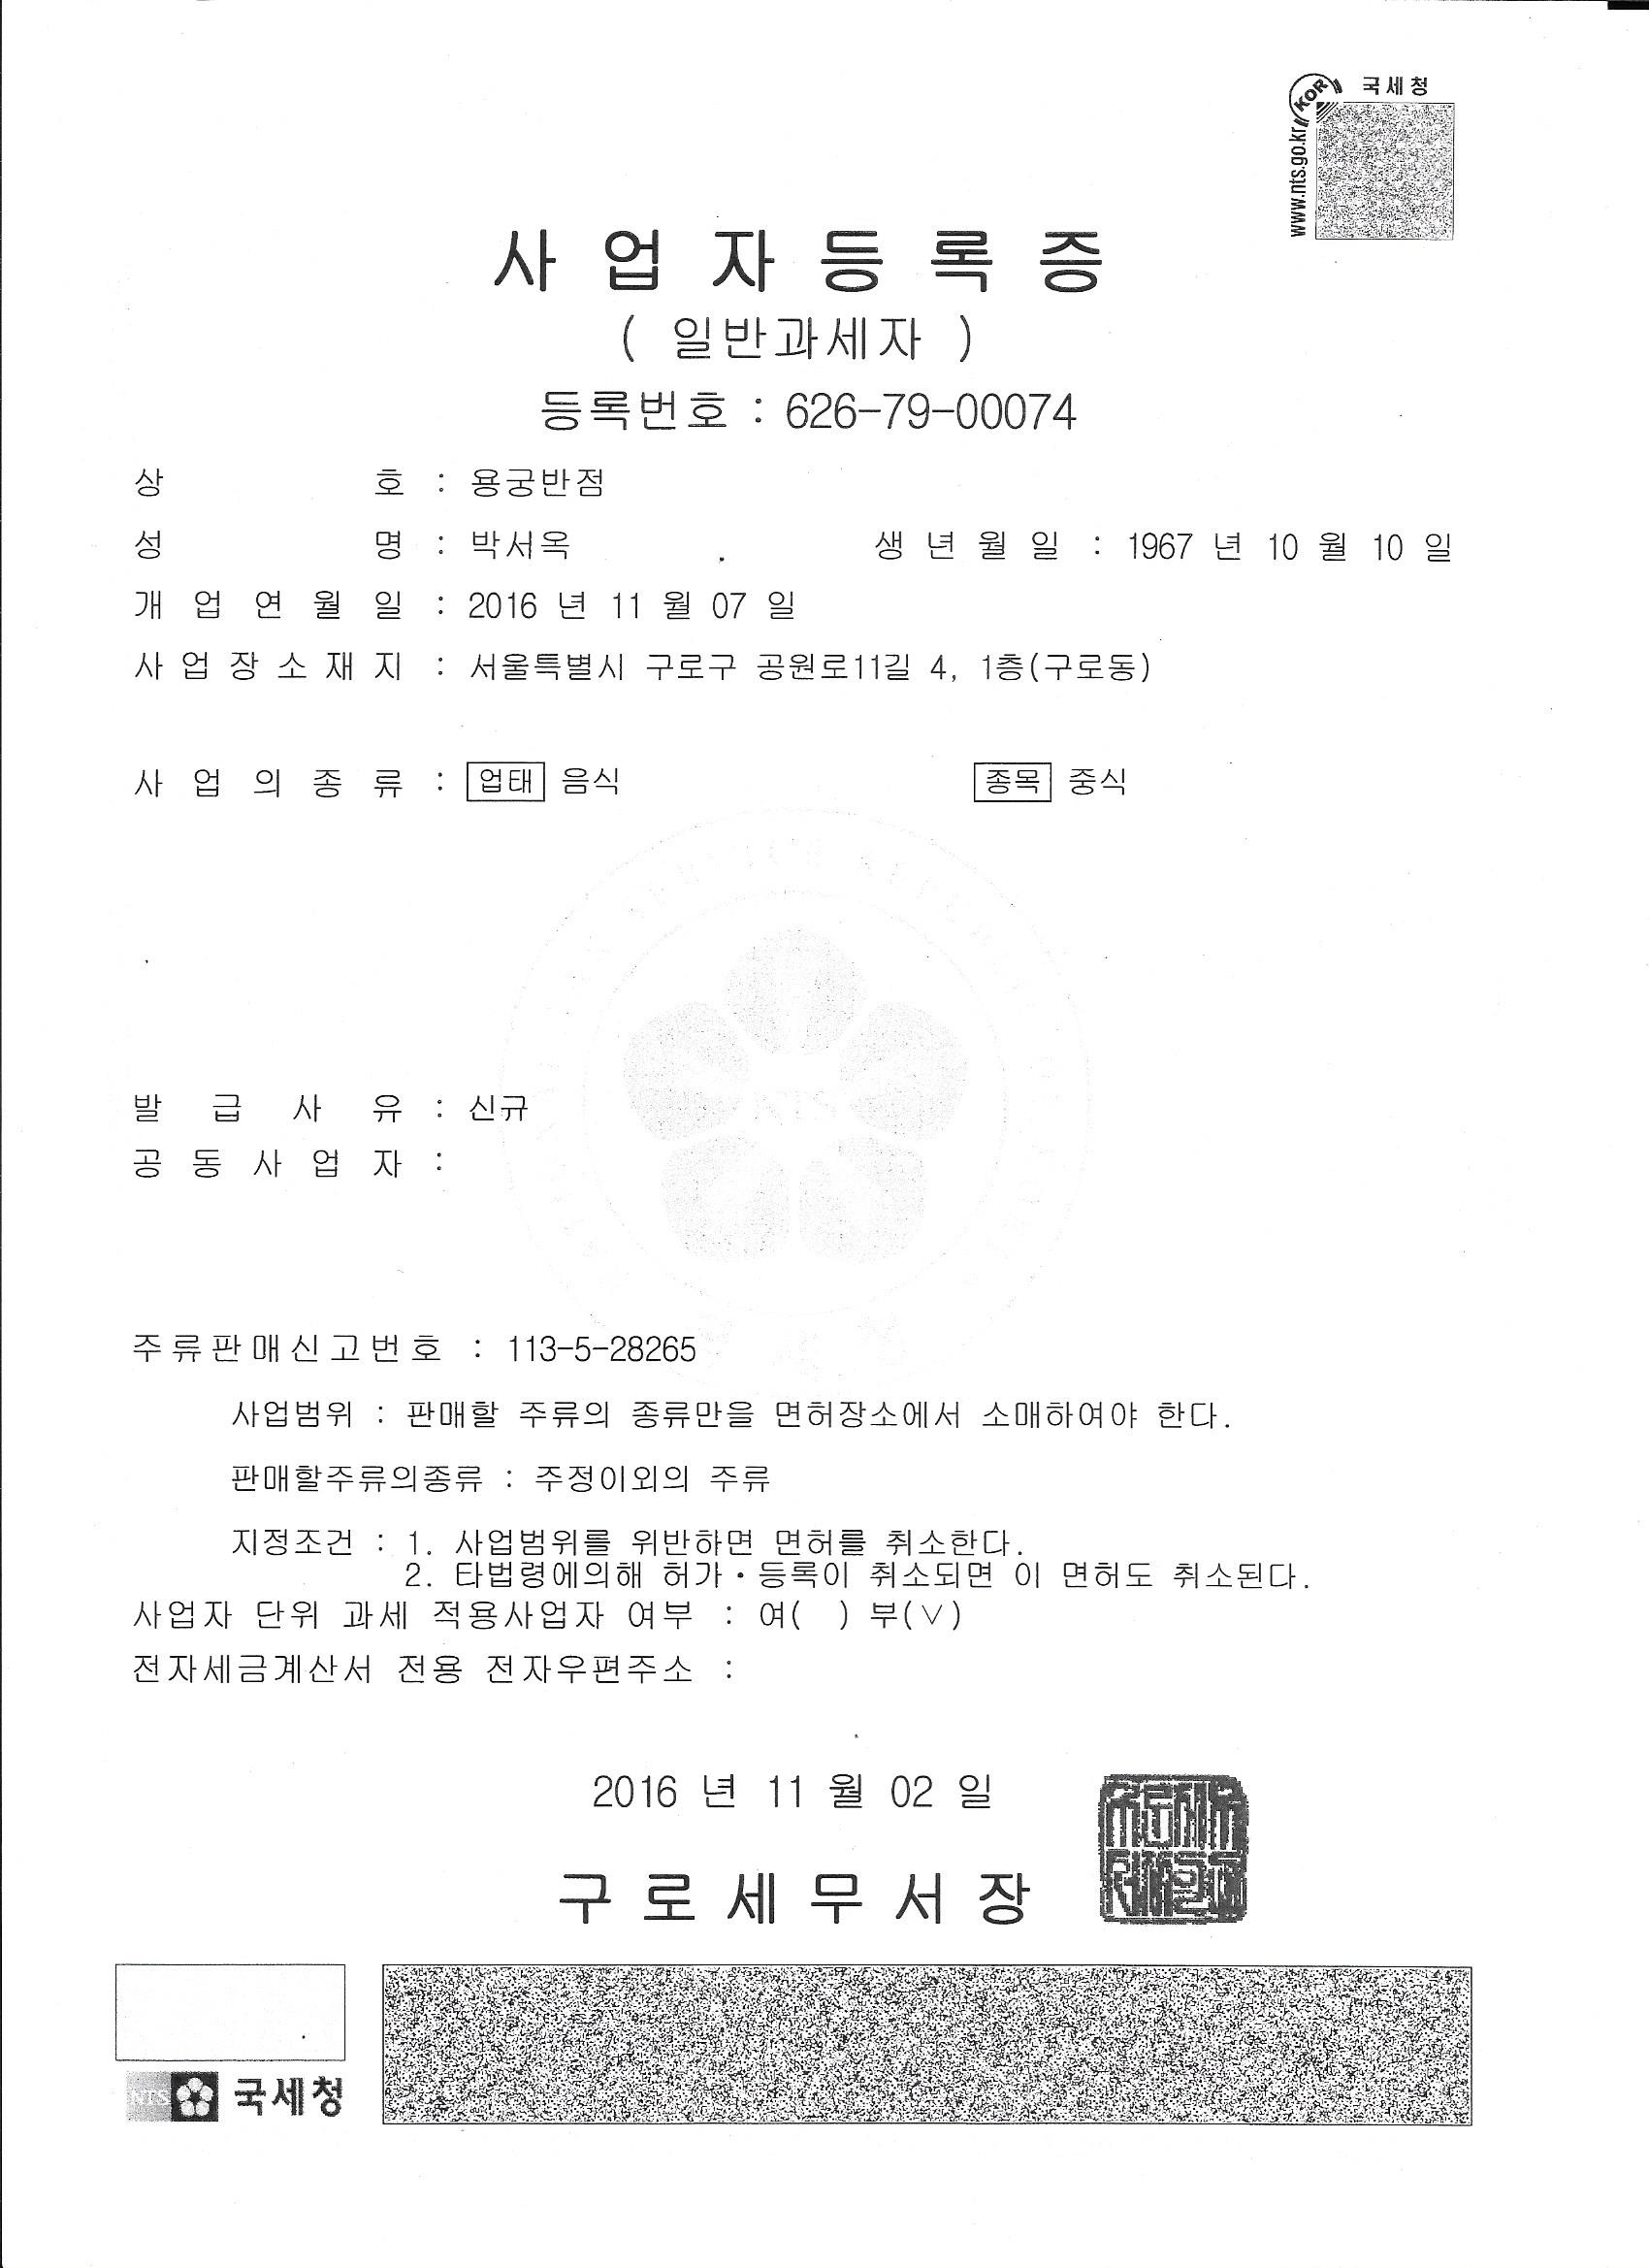 국세청
KOR
www.nts.go.kr
사 업 자 등 록 증
( 일반과세자 )
등록번호 : 626-79-00074
상 호 : 용궁반점
성 명 : 박서옥 생 년 월 일 : 1967 년 10 월 10 일
개 업 연 월 일 : 2016 년 11 월 07 일
사 업 장 소 재 지 : 서울특별시 구로구 공원로11길 4, 1층(구로동)
사 업 의 종 류 : 업태 음식 종목 중식
NTS
발 급 사 유 : 신규
공 동 사 업 자 :
주류판매신고번호 : 113-5-28265
사업범위 : 판매할 주류의 종류만을 면허장소에서 소매하여야 한다.
판매할주류의종류 : 주정이외의 주류
지정조건 : 1. 사업범위를 위반하면 면허를 취소한다.
2. 타법령에의해 허가·등록이 취소되면 이 면허도 취소된다.
사업자 단위 과세 적용사업자 여부 : 여( ) 부(∨)
전자세금계산서 전용 전자우편주소 :
2016 년 11 월 02 일
구 로 세 무 서 장
NTS 국세청